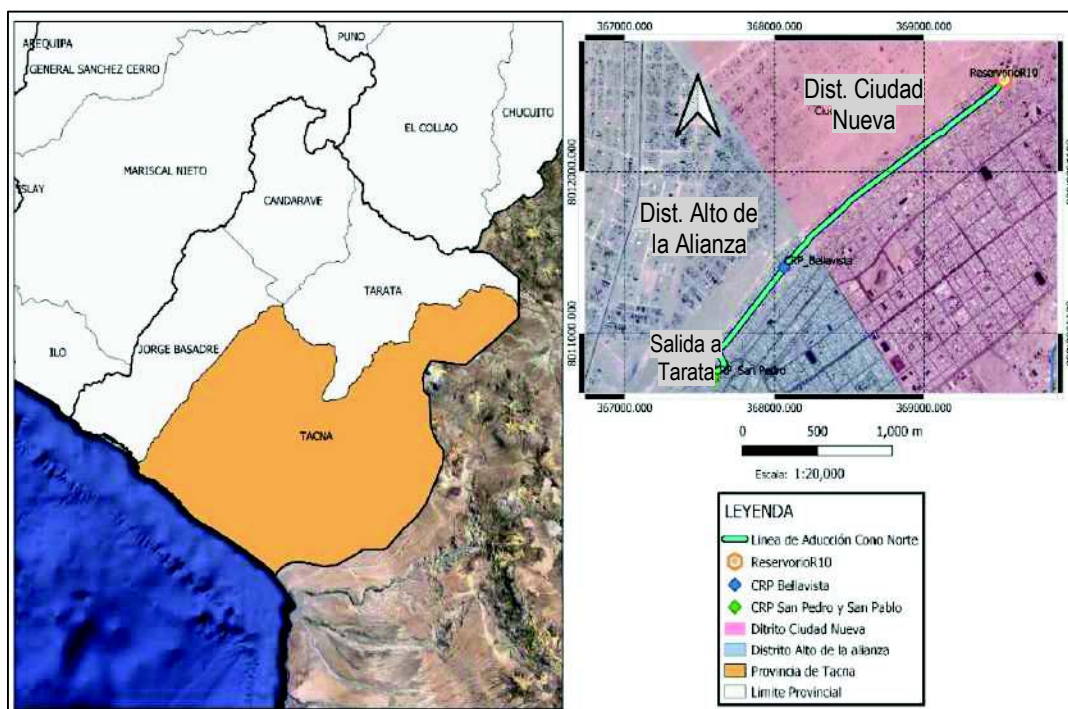 AREQUIPA
PUNO
GENERAL SANCHEZ CERRO
CHUCUITO
EL COLLAO
MARISCAL NIETO
ISLAY
CANDARAVE
TARATA
ILO
JORGE BASADRE
TACNA
367000.000 368000.000 369000.000
ReservorioR10
Dist. Ciudad
Nueva
8012000.000
Dist. Alto de
la Alianza
CRP_Bellavista
8011000.000
Salida a
Tarata
RP_San Pedro
367000.000 368000.000 369000.000
0 500 1,000 m
Escala: 1:20,000
LEYENDA
Linea de Aducción Cono Norte
ReservorioR10
CRP Bellavista
CRP San Pedro y San Pablo
Ditrito Ciudad Nueva
Distrito Alto de la alianza
Provincia de Tacna
Limite Provincial